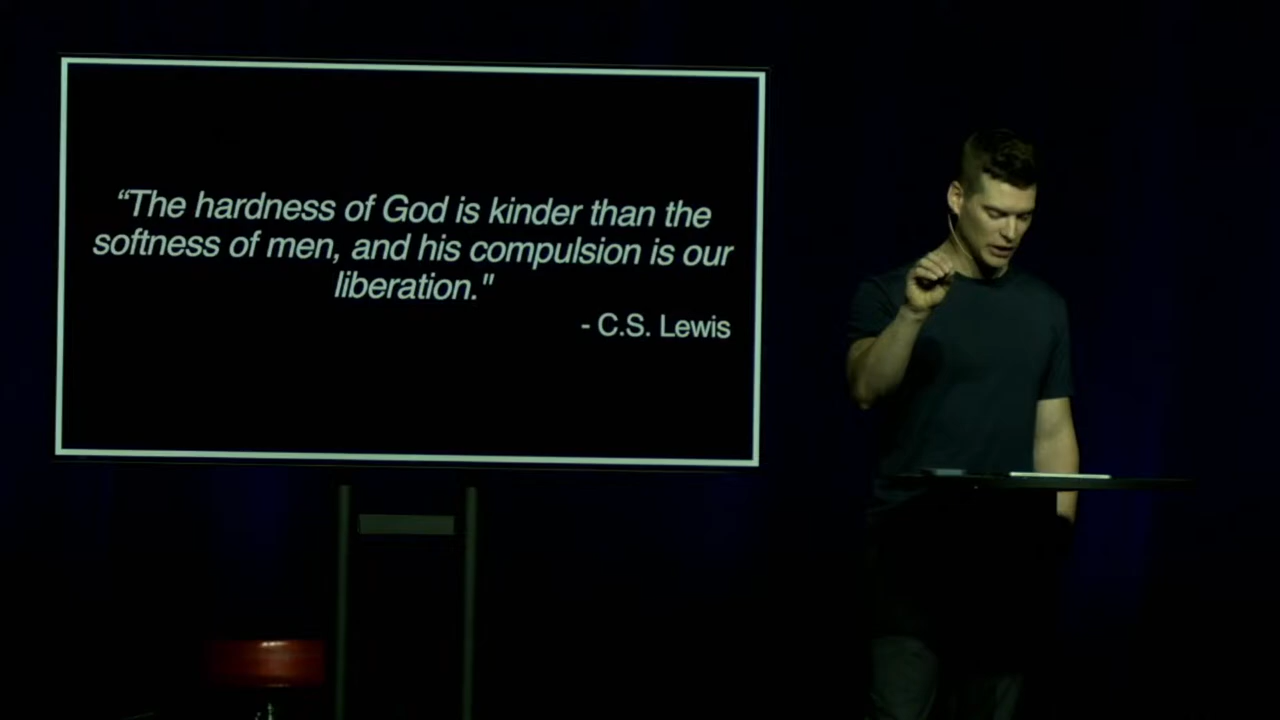 “The hardness of God is kinder than the
softness of men, and his compulsion is our
liberation."
- C.S. Lewis